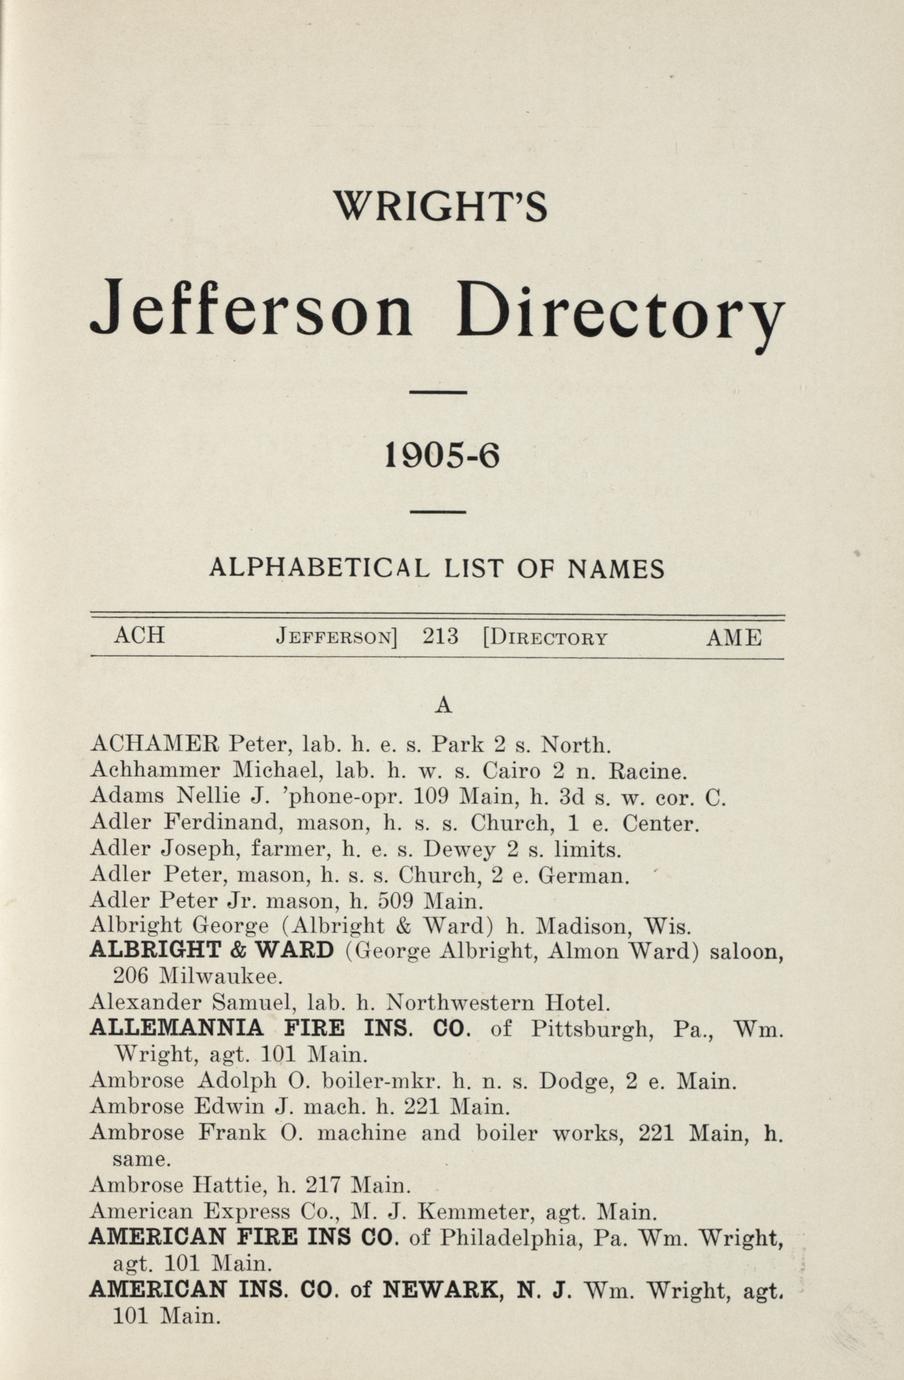 WRIGHT'S
Jefferson Directory
1905-6
ALPHABETICAL LIST OF NAMES
ACH JEFFERSON] 213 [DIRECTORY AME
A
ACHAMER Peter, lab. h. e. s. Park 2 s. North.
Achhammer Michael, lab. h. w. s. Cairo 2 n. Racine.
Adams Nellie J. 'phone-opr. 109 Main, h. 3d s. w. cor. C.
Adler Ferdinand, mason, h. s. s. Church, 1 e. Center.
Adler Joseph, farmer, h. e. s. Dewey 2 s. limits.
Adler Peter, mason, h. s. s. Church, 2 e. German.
Adler Peter Jr. mason, h. 509 Main.
Albright George (Albright & Ward) h. Madison, Wis.
ALBRIGHT & WARD (George Albright, Almon Ward) saloon,
206 Milwaukee.
Alexander Samuel, lab. h. Northwestern Hotel.
ALLEMANNIA FIRE INS. CO. of Pittsburgh, Pa., Wm.
Wright, agt. 101 Main.
Ambrose Adolph O. boiler-mkr. h. n. s. Dodge, 2 e. Main.
Ambrose Edwin J. mach. h. 221 Main.
Ambrose Frank O. machine and boiler works, 221 Main, h.
same.
Ambrose Hattie, h. 217 Main.
American Express Co., M. J. Kemmeter, agt. Main.
AMERICAN FIRE INS CO. of Philadelphia, Pa. Wm. Wright,
agt. 101 Main.
AMERICAN INS. CO. of NEWARK, N. J. Wm. Wright, agt.
101 Main.